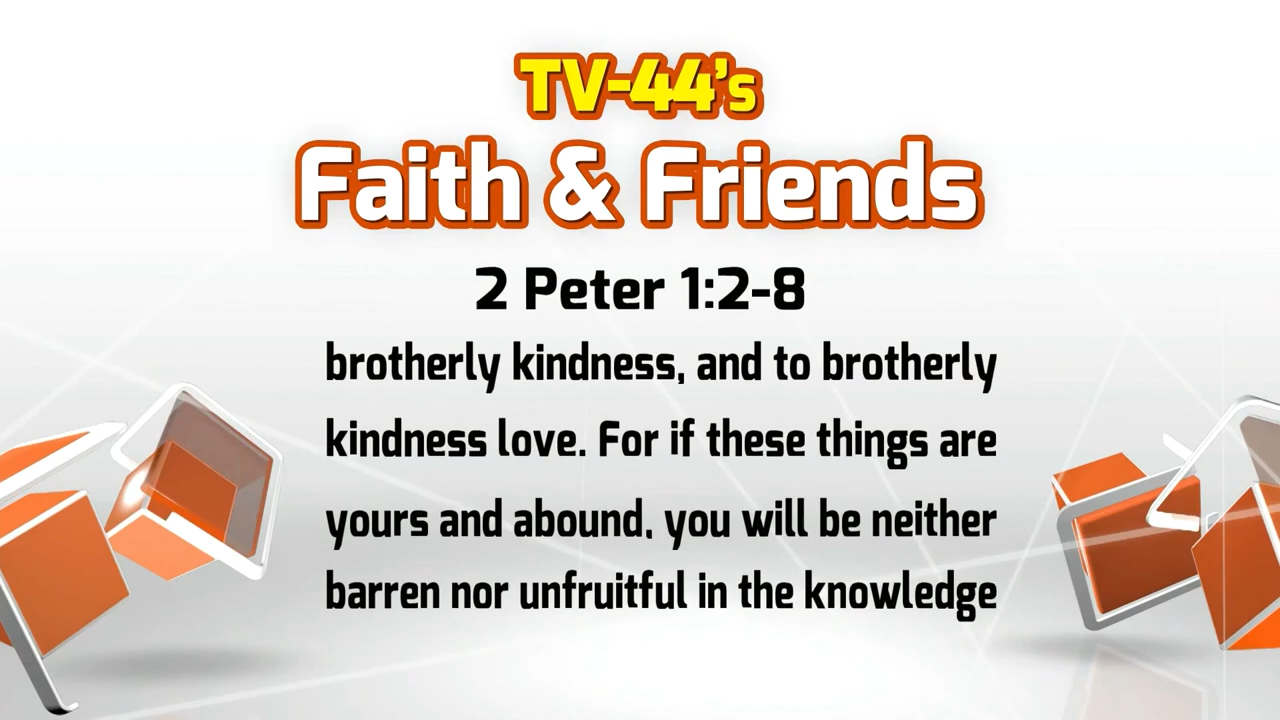 TV-44's
Faith & Friends
2 Peter 1:2-8
brotherly kindness, and to brotherly
kindness love. For if these things are
yours and abound, you will be neither
barren nor unfruitful in the knowledge